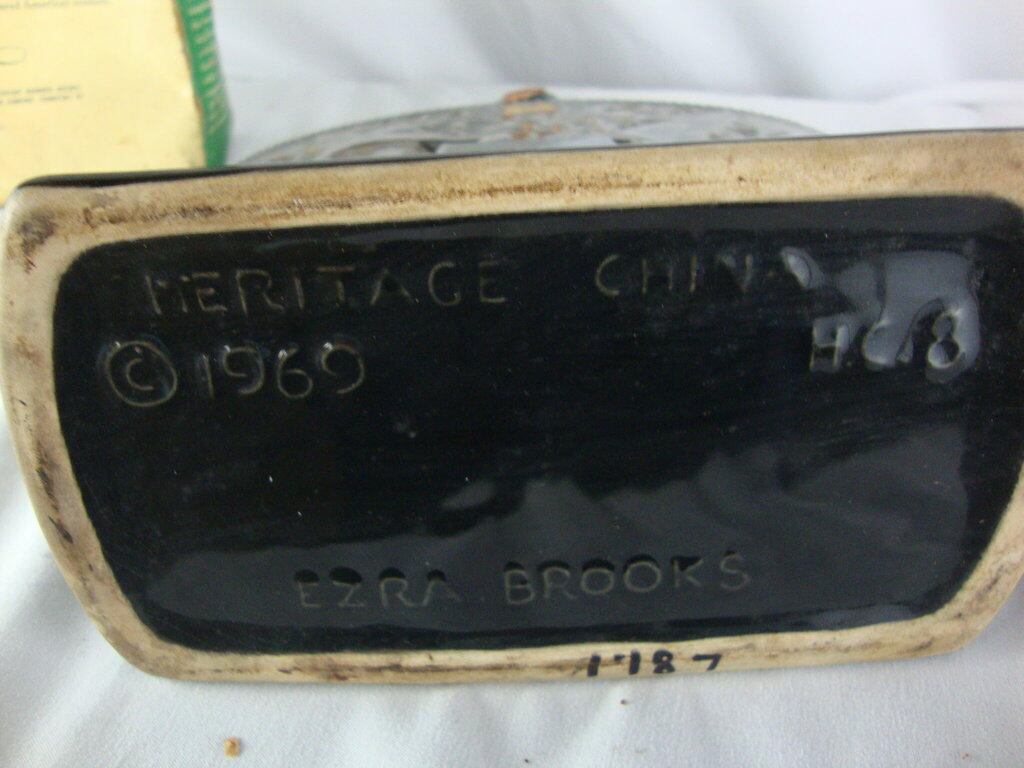 HERITAGE CHINA
© 1969
EZRA BROOKS
1787